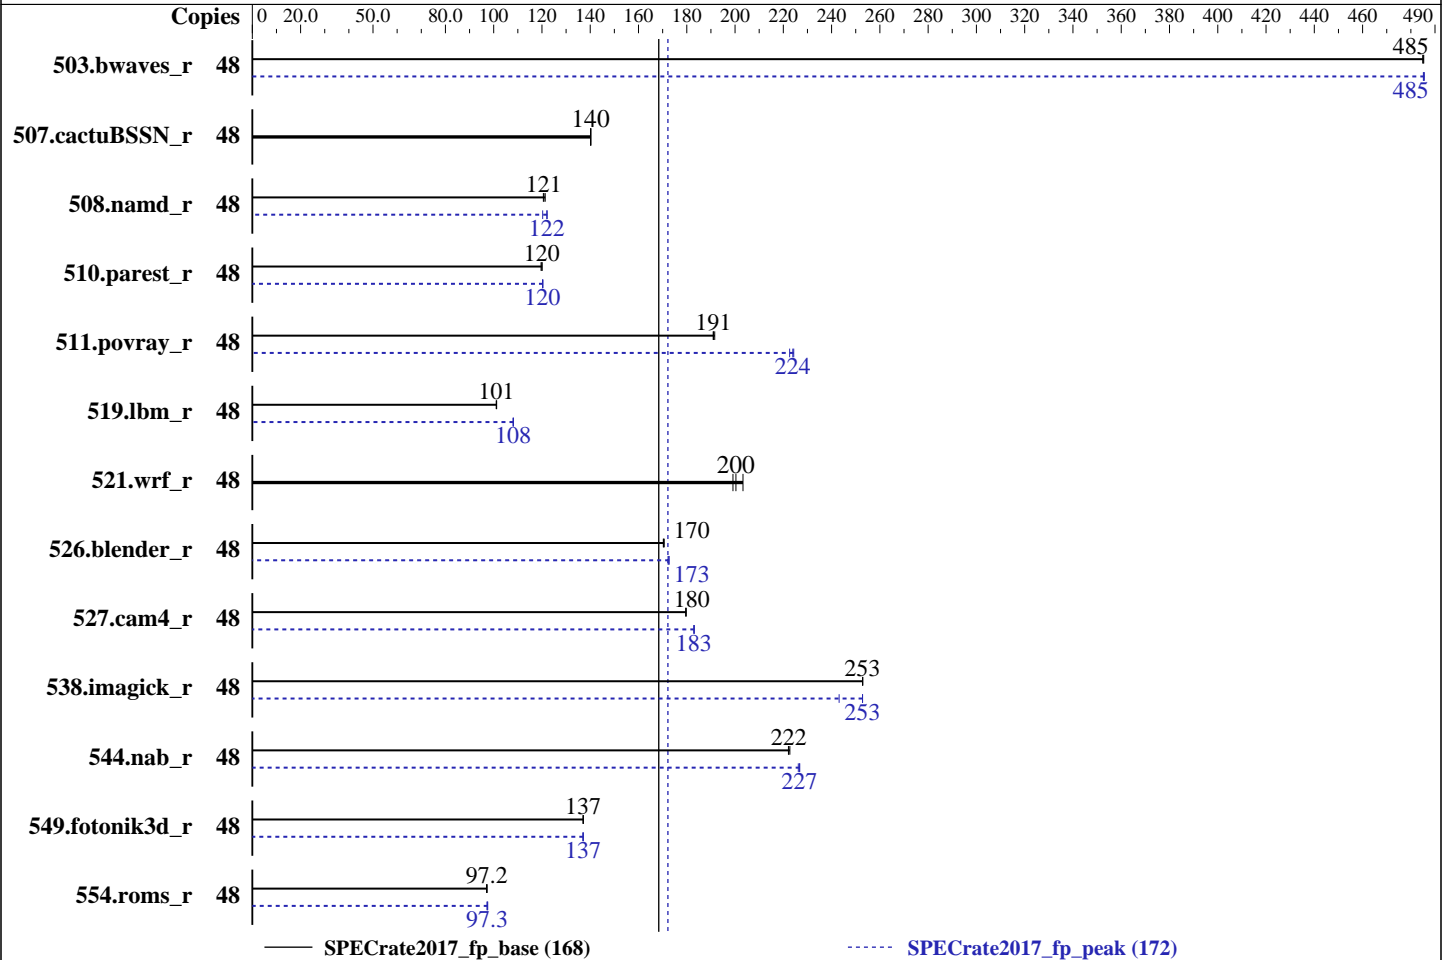 Copies 0 20.0 50.0 80.0 100 120 140 160 180 200 220 240 260 280 300 320 340 360 380 400 420 440 460 490
503.bwaves_r 48 485
485
507.cactuBSSN_r 48 140
508.namd_r 48 121
122
510.parest_r 48 120
120
511.povray_r 48 191
224
519.lbm_r 48 101
108
521.wrf_r 48 200
526.blender_r 48 170
173
527.cam4_r 48 180
183
538.imagick_r 48 253
253
544.nab_r 48 222
227
549.fotonik3d_r 48 137
137
554.roms_r 48 97.2
97.3
SPECrate2017_fp_base (168) SPECrate2017_fp_peak (172)